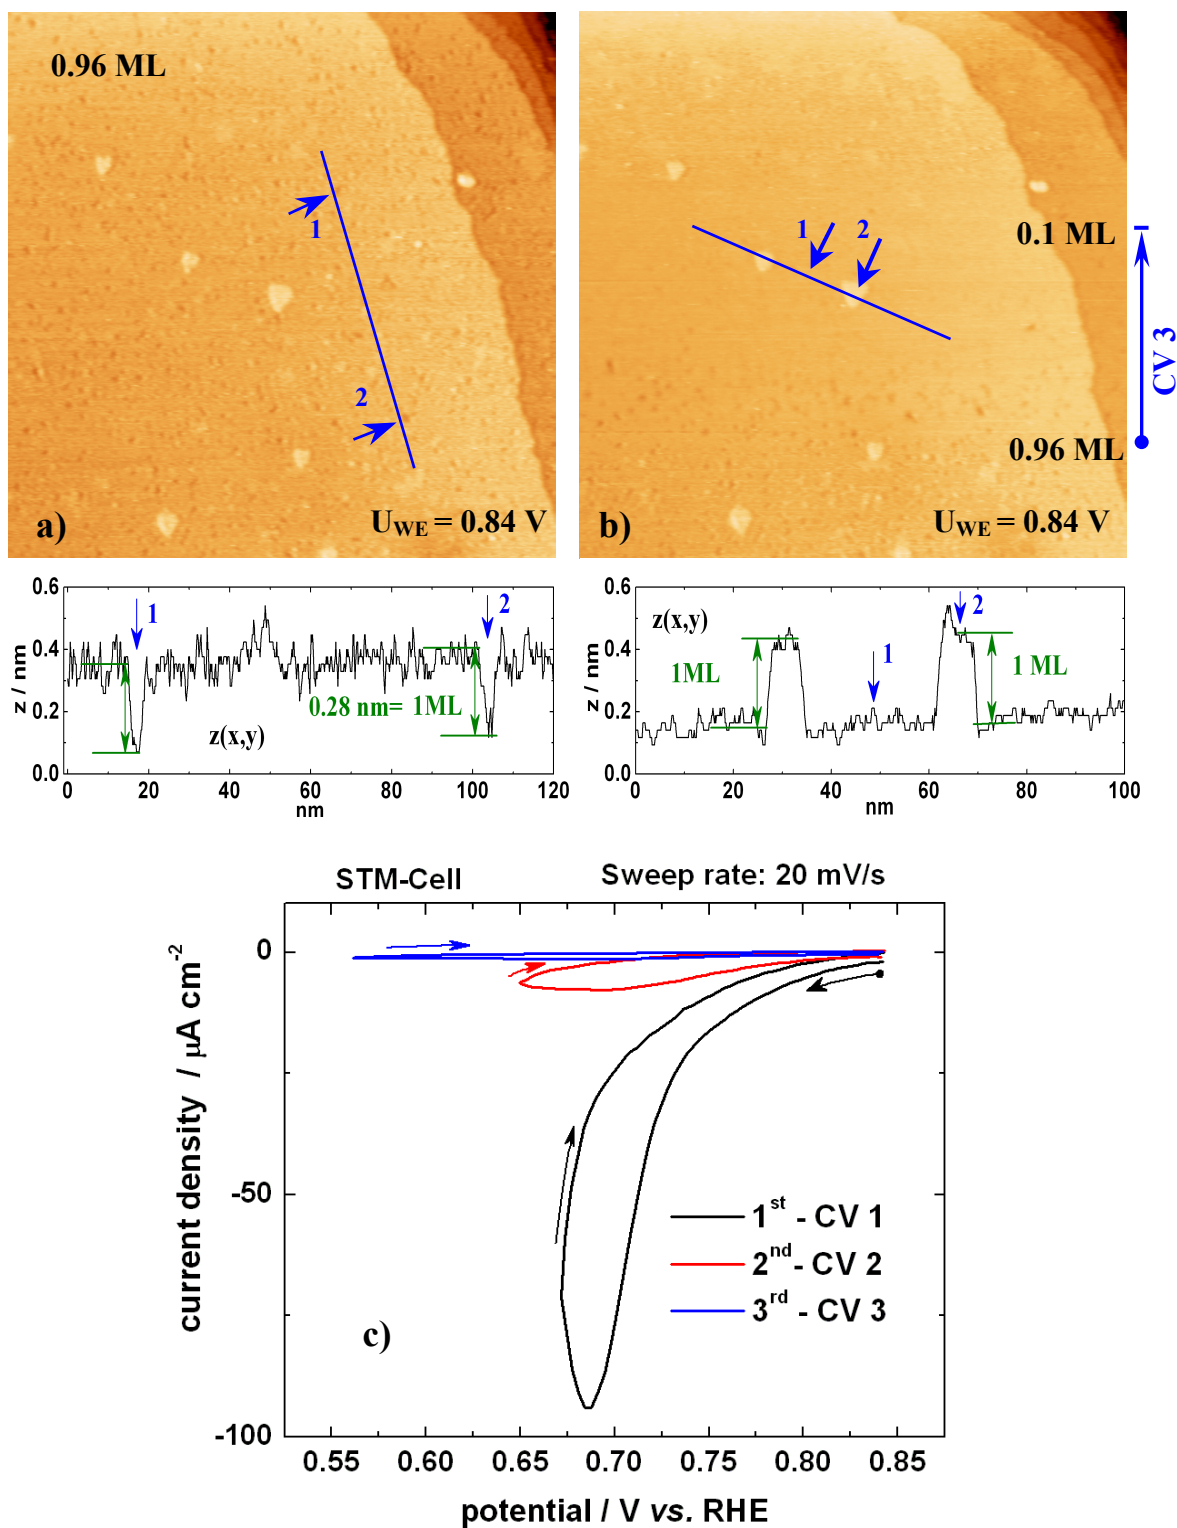 0.96 ML
1
2
a)
U_WE = 0.84 V
1
2
0.1 ML
CV 3
0.96 ML
b)
U_WE = 0.84 V
0.6
0.4
0.2
0.0
z / nm
1
2
0.28 nm= 1ML
z(x,y)
0
20
40
60
80
100
120
nm
0.6
0.4
0.2
0.0
z / nm
z(x,y)
1ML
1
2
1 ML
0
20
40
60
80
100
nm
STM-Cell
Sweep rate: 20 mV/s
0
-50
-100
current density / μA cm⁻²
1st - CV 1
2nd - CV 2
3rd - CV 3
c)
0.55
0.60
0.65
0.70
0.75
0.80
0.85
potential / V vs. RHE